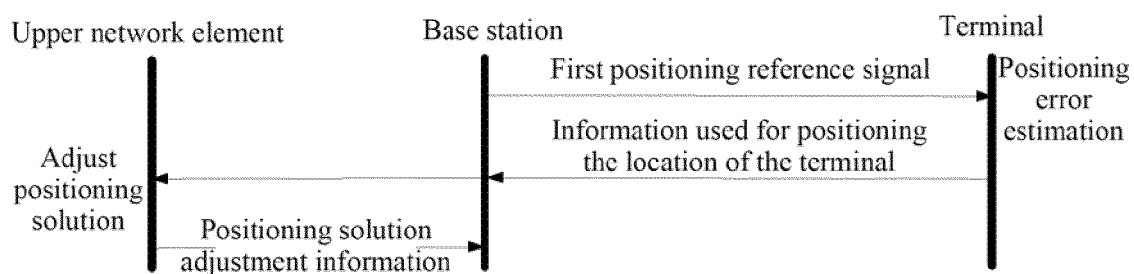 Upper network element
Base station
Terminal
First positioning reference signal
Positioning
error
estimation
Information used for positioning
the location of the terminal
Adjust
positioning
solution
Positioning solution
adjustment information